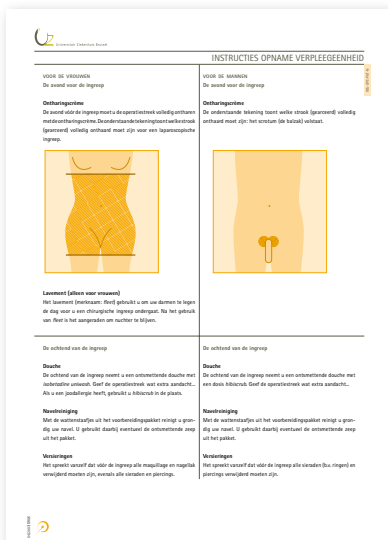 Universitair Ziekenhuis Brussel
INSTRUCTIES OPNAME VERPLEEGEENHEID
VOOR DE VROUWEN
De avond voor de ingreep
Ontharingscrème
De avond vóór de ingreep moet u de operatiestreek volledig ontharen
met de ontharingscrème. De onderstaande tekening toont welke strook
(gearceerd) volledig onthaard moet zijn voor een laparoscopische
ingreep.
Lavement (alleen voor vrouwen)
Het lavement (merknaam: fleet) gebruikt u om uw darmen te legen
de dag voor u een chirurgische ingreep ondergaat. Na het gebruik
van fleet is het aangeraden om nuchter te blijven.
De ochtend van de ingreep
Douche
De ochtend van de ingreep neemt u een ontsmettende douche met
isobetadine uniwash. Geef de operatiestreek wat extra aandacht...
Als u een joodallergie heeft, gebruikt u hibiscrub in de plaats.
Navelreiniging
Met de wattenstaafjes uit het voorbereidingspakket reinigt u gron-
dig uw navel. U gebruikt daarbij eventueel de ontsmettende zeep
uit het pakket.
Versieringen
Het spreekt vanzelf dat vóór de ingreep alle maquillage en nagellak
verwijderd moeten zijn, evenals alle sieraden en piercings.
VOOR DE MANNEN
De avond voor de ingreep
Ontharingscrème
De onderstaande tekening toont welke strook (gearceerd) volledig
onthaard moet zijn: het scrotum (de balzak) volstaat.
De ochtend van de ingreep
Douche
De ochtend van de ingreep neemt u een ontsmettende douche met
een dosis hibiscrub. Geef de operatiestreek wat extra aandacht...
Navelreiniging
Met de wattenstaafjes uit het voorbereidingspakket reinigt u gron-
dig uw navel. U gebruikt daarbij eventueel de ontsmettende zeep
uit het pakket.
Versieringen
Het spreekt vanzelf dat vóór de ingreep alle sieraden (b.v. ringen) en
piercings verwijderd moeten zijn.